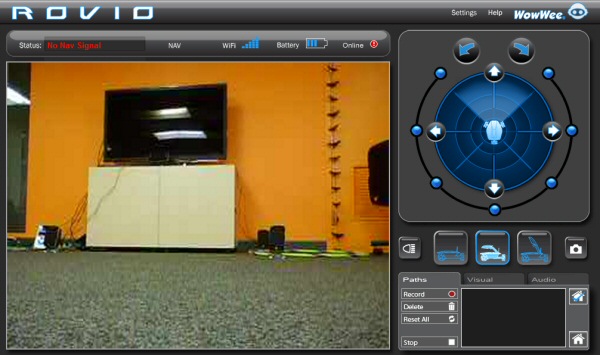 ROVIO
Settings Help WowWee
Status: No Nav Signal NAV WiFi Battery Online
Paths Visual Audio
Record
Delete
Reset All
Stop